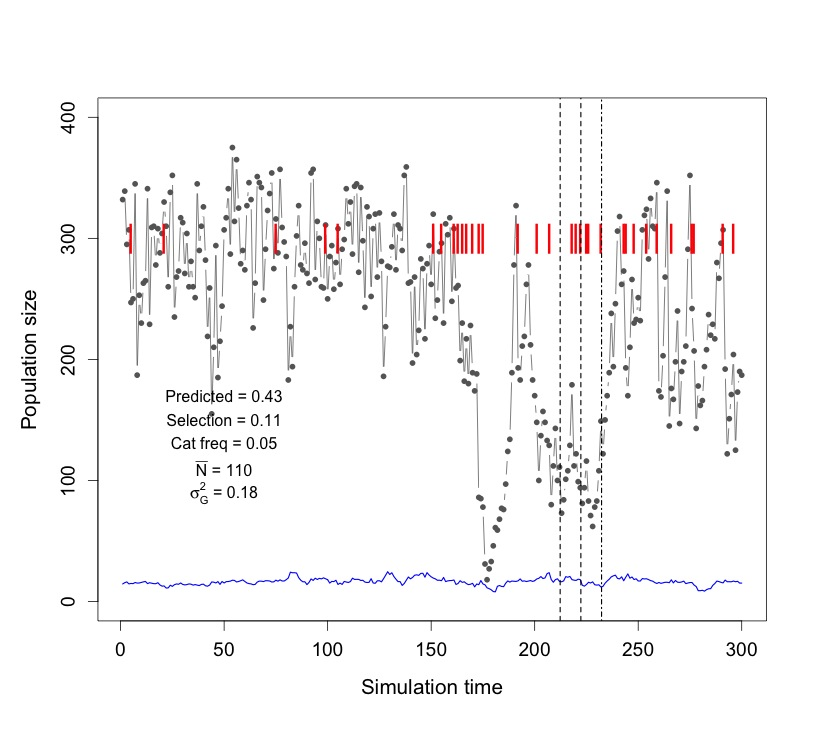 400
300
200
100
0
Population size
Predicted = 0.43
Selection = 0.11
Cat freq = 0.05
N̅ = 110
σ²G = 0.18
0 50 100 150 200 250 300
Simulation time